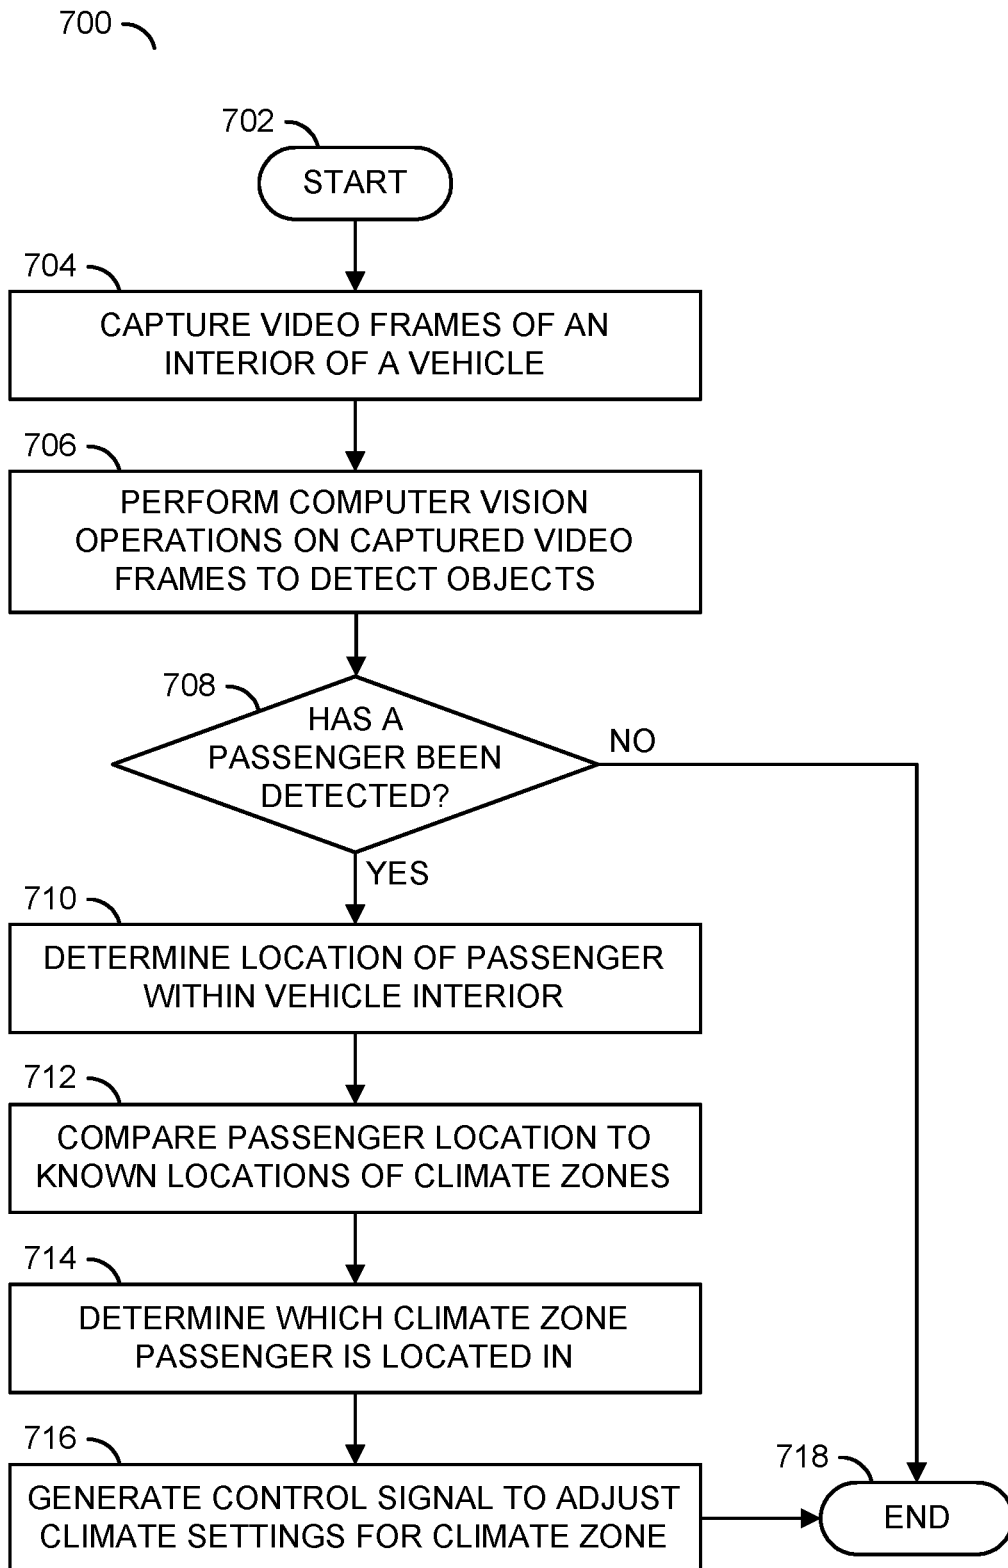 700
702
START
704
CAPTURE VIDEO FRAMES OF AN
INTERIOR OF A VEHICLE
706
PERFORM COMPUTER VISION
OPERATIONS ON CAPTURED VIDEO
FRAMES TO DETECT OBJECTS
708
HAS A
PASSENGER BEEN
DETECTED?
NO
YES
710
DETERMINE LOCATION OF PASSENGER
WITHIN VEHICLE INTERIOR
712
COMPARE PASSENGER LOCATION TO
KNOWN LOCATIONS OF CLIMATE ZONES
714
DETERMINE WHICH CLIMATE ZONE
PASSENGER IS LOCATED IN
716
GENERATE CONTROL SIGNAL TO ADJUST
CLIMATE SETTINGS FOR CLIMATE ZONE
718
END